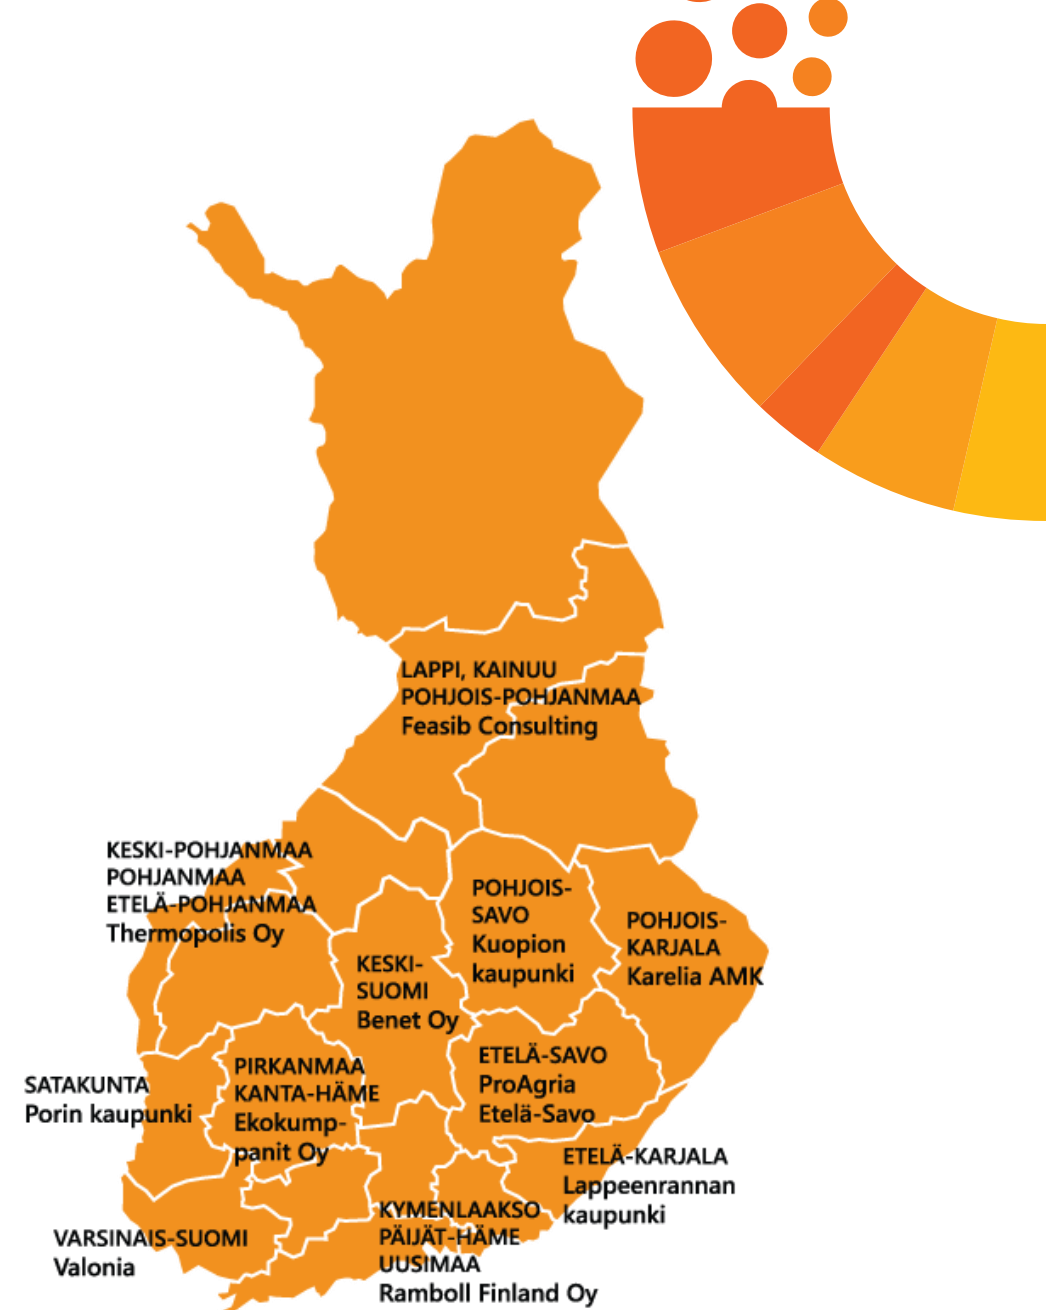 LAPPI, KAINUU
POHJOIS-POHJANMAA
Feasib Consulting
KESKI-POHJANMAA
POHJANMAA
ETELÄ-POHJANMAA
Thermopolis Oy
POHJOIS-
SAVO
Kuopion
kaupunki
POHJOIS-
KARJALA
Karelia AMK
KESKI-
SUOMI
Benet Oy
SATAKUNTA
Porin kaupunki
PIRKANMAA
KANTA-HÄME
Ekokump-
panit Oy
ETELÄ-SAVO
ProAgria
Etelä-Savo
ETELÄ-KARJALA
Lappeenrannan
kaupunki
VARSINAIS-SUOMI
Valonia
KYMENLAAKSO
PÄIJÄT-HÄME
UUSIMAA
Ramboll Finland Oy